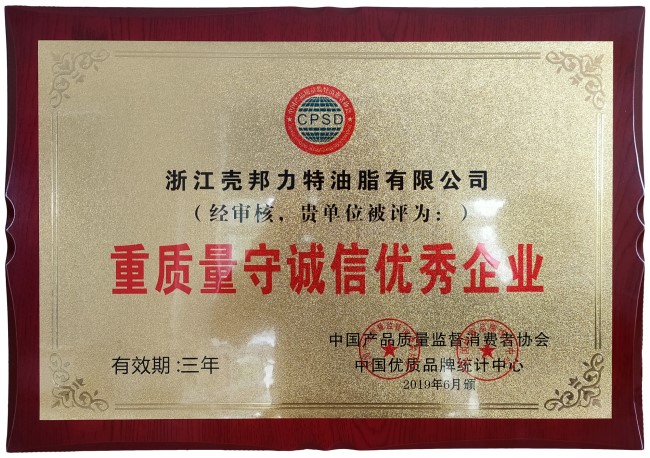 CPSD
浙江壳邦力特油脂有限公司
（经审核，贵单位被评为：）
重质量守诚信优秀企业
中国产品质量监督消费者协会
有效期:三年
中国优质品牌统计中心
2019年6月颁